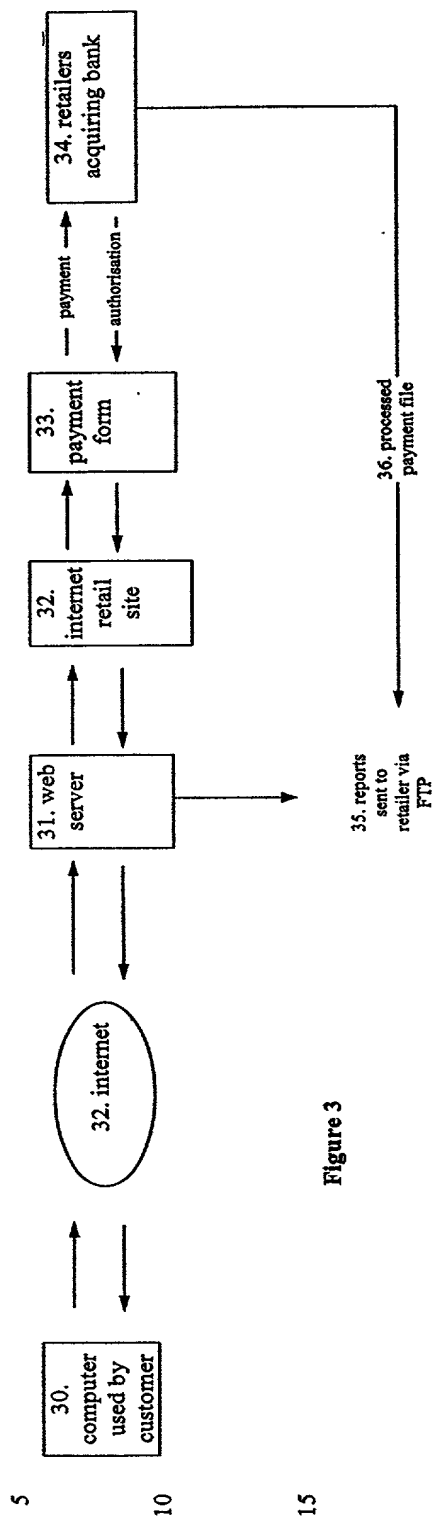 5
10
15
30.
computer
used by
customer
32. internet
31. web
server
32.
internet
retail
site
33.
payment
form
payment
authorisation
34. retailers
acquiring bank
35. reports
sent to
retailer via
FTP
36. processed
payment file
Figure 3